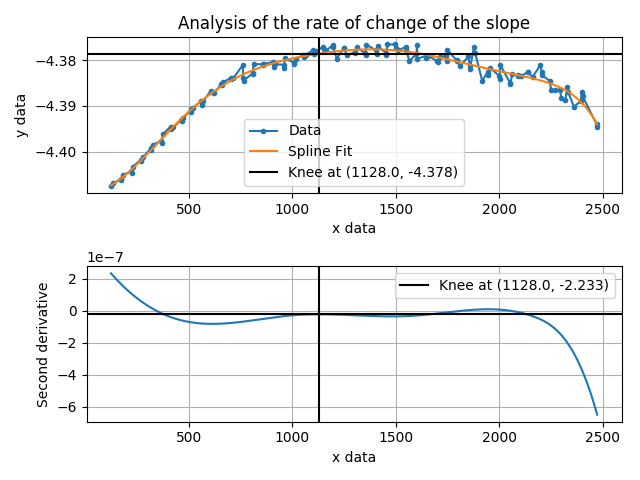 Analysis of the rate of change of the slope
−4.38
−4.39
−4.40
y data
Data
Spline Fit
Knee at (1128.0, -4.378)
500
1000
1500
2000
2500
x data
1e−7
2
0
−2
−4
−6
Second derivative
Knee at (1128.0, -2.233)
500
1000
1500
2000
2500
x data